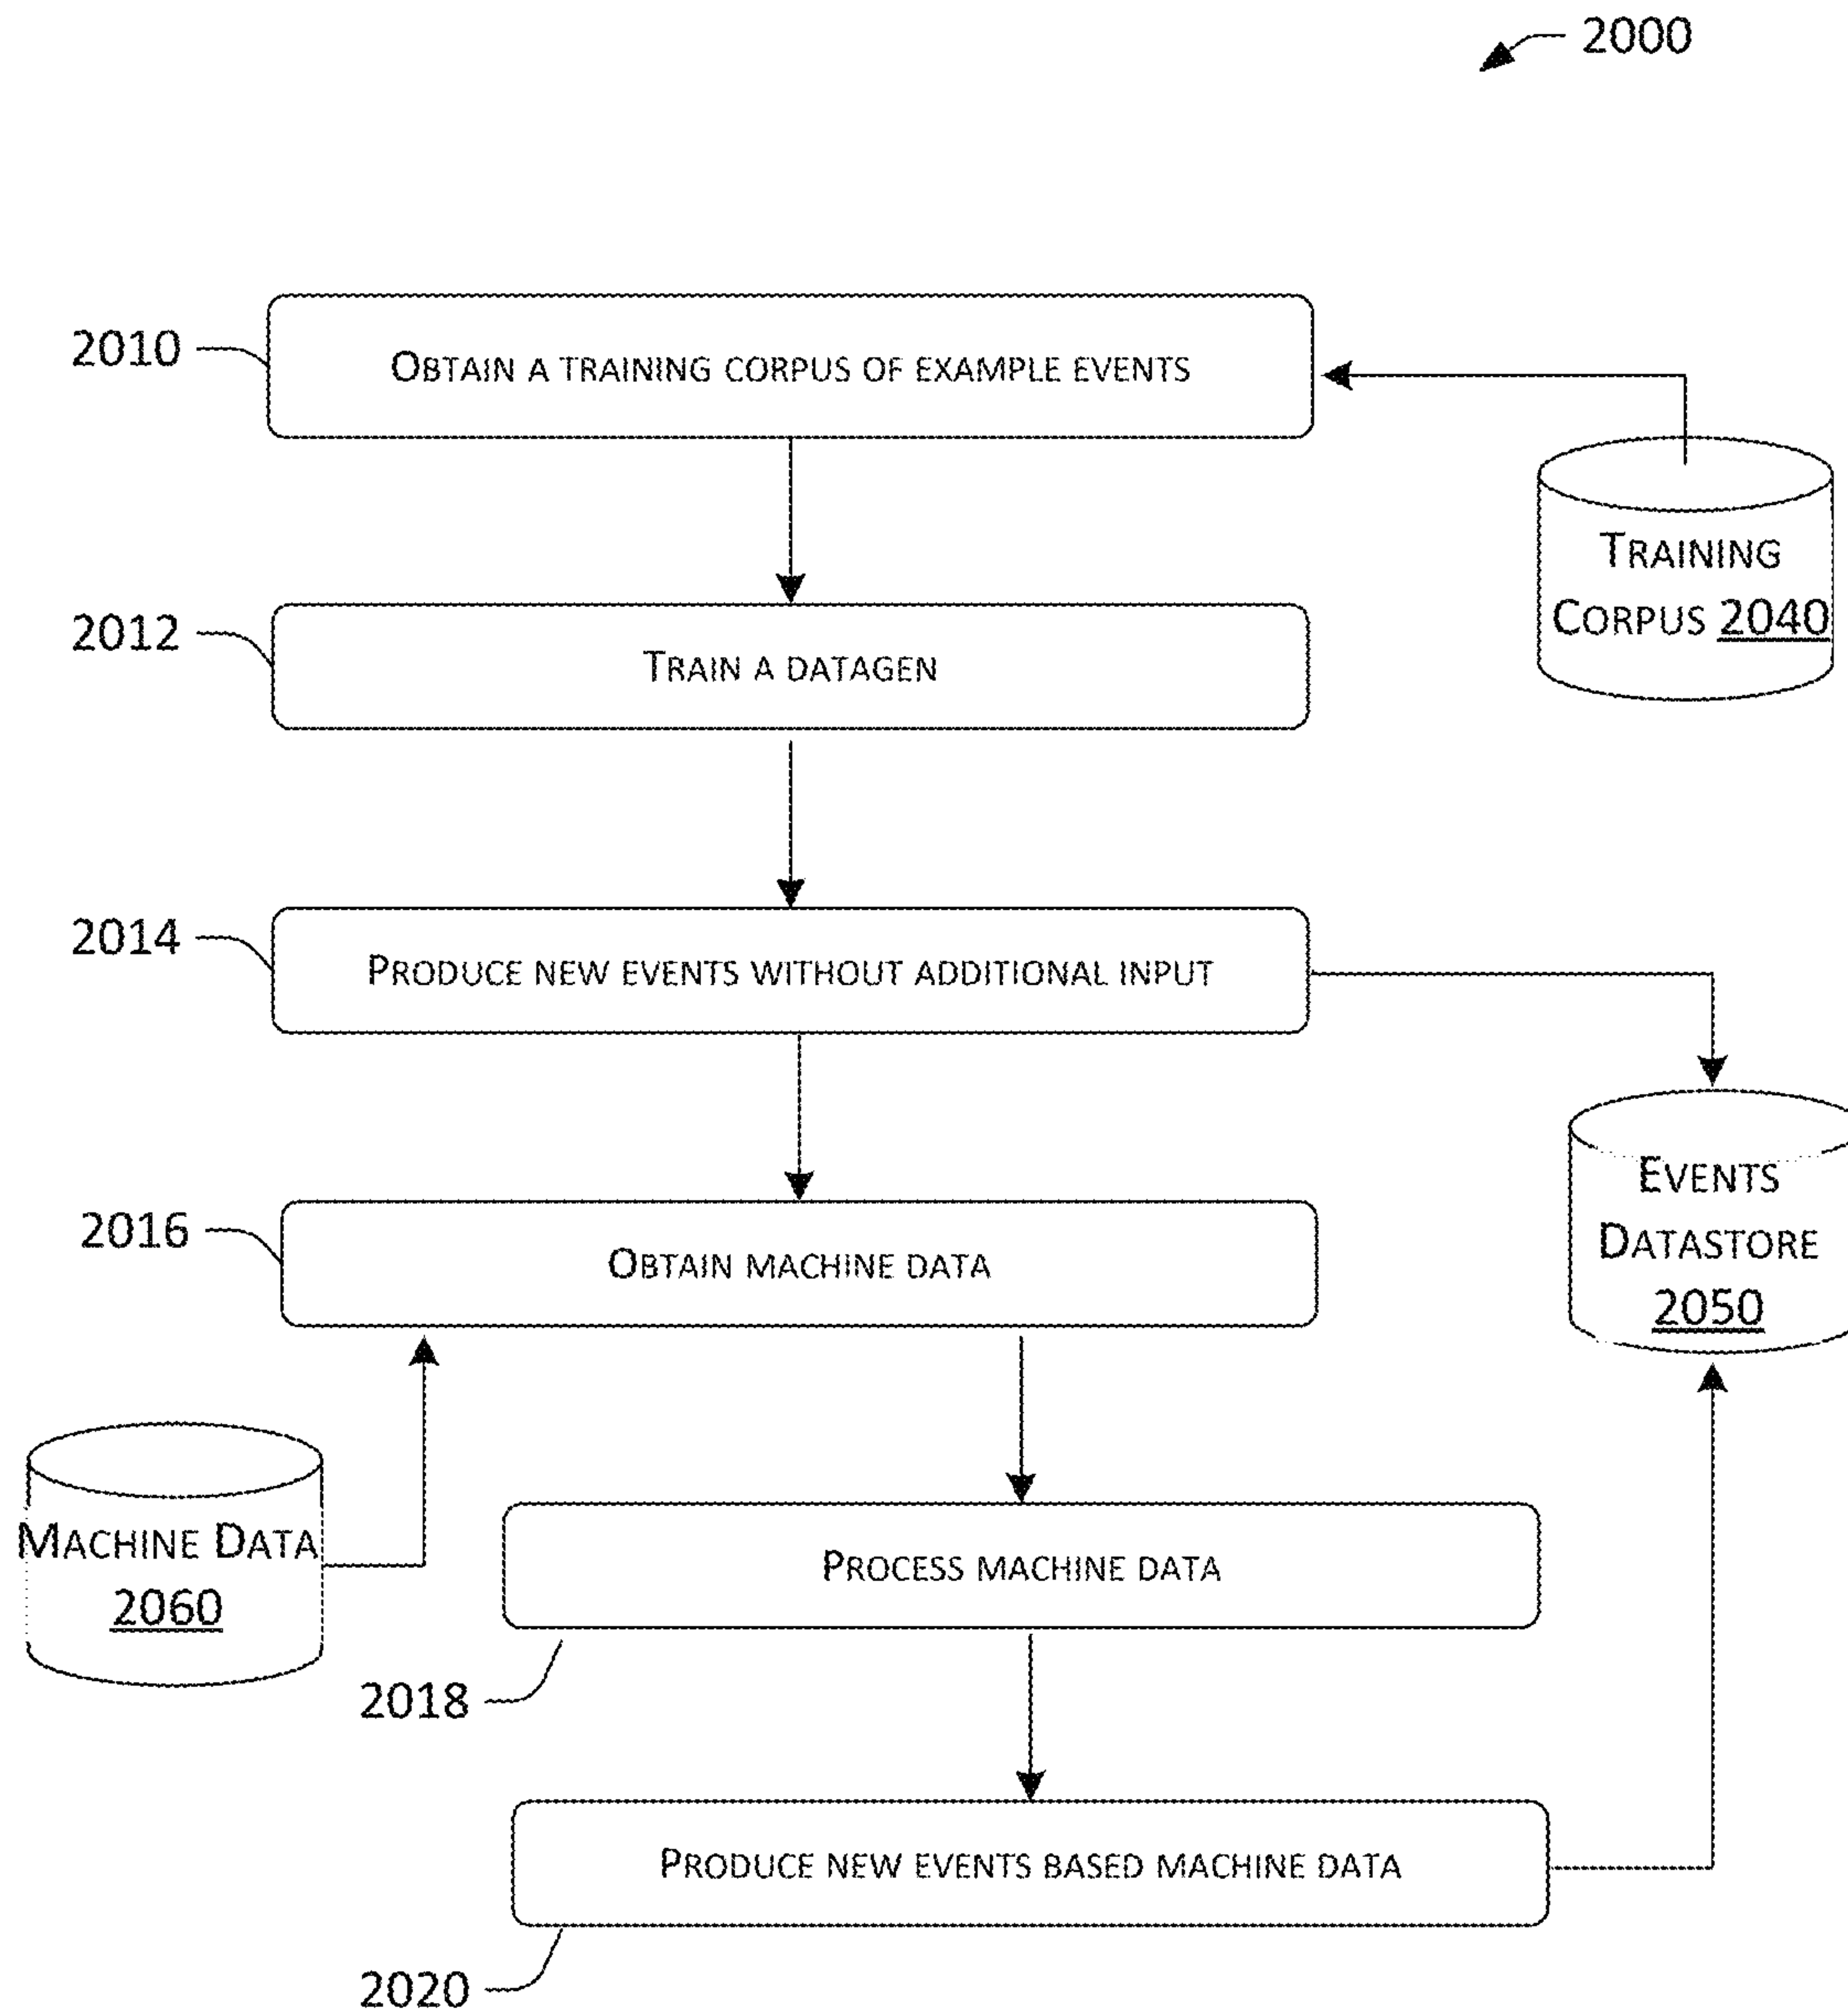 2000
2010
OBTAIN A TRAINING CORPUS OF EXAMPLE EVENTS
TRAINING
CORPUS 2040
2012
TRAIN A DATAGEN
2014
PRODUCE NEW EVENTS WITHOUT ADDITIONAL INPUT
2016
OBTAIN MACHINE DATA
EVENTS
DATASTORE
2050
MACHINE DATA
2060
PROCESS MACHINE DATA
2018
PRODUCE NEW EVENTS BASED MACHINE DATA
2020